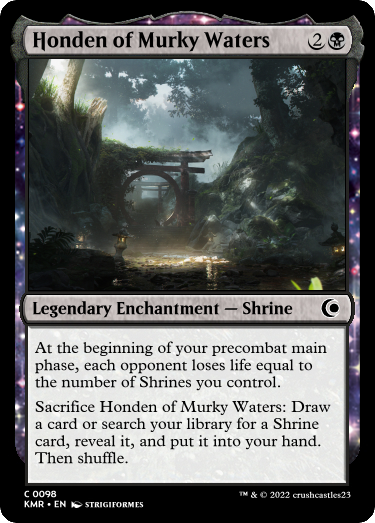 Honden of Murky Waters 2
Legendary Enchantment — Shrine
At the beginning of your precombat main
phase, each opponent loses life equal to
the number of Shrines you control.
Sacrifice Honden of Murky Waters: Draw
a card or search your library for a Shrine
card, reveal it, and put it into your hand.
Then shuffle.
C 0098
KMR • EN STRIGIFORMES
™ & © 2022 crushcastles23